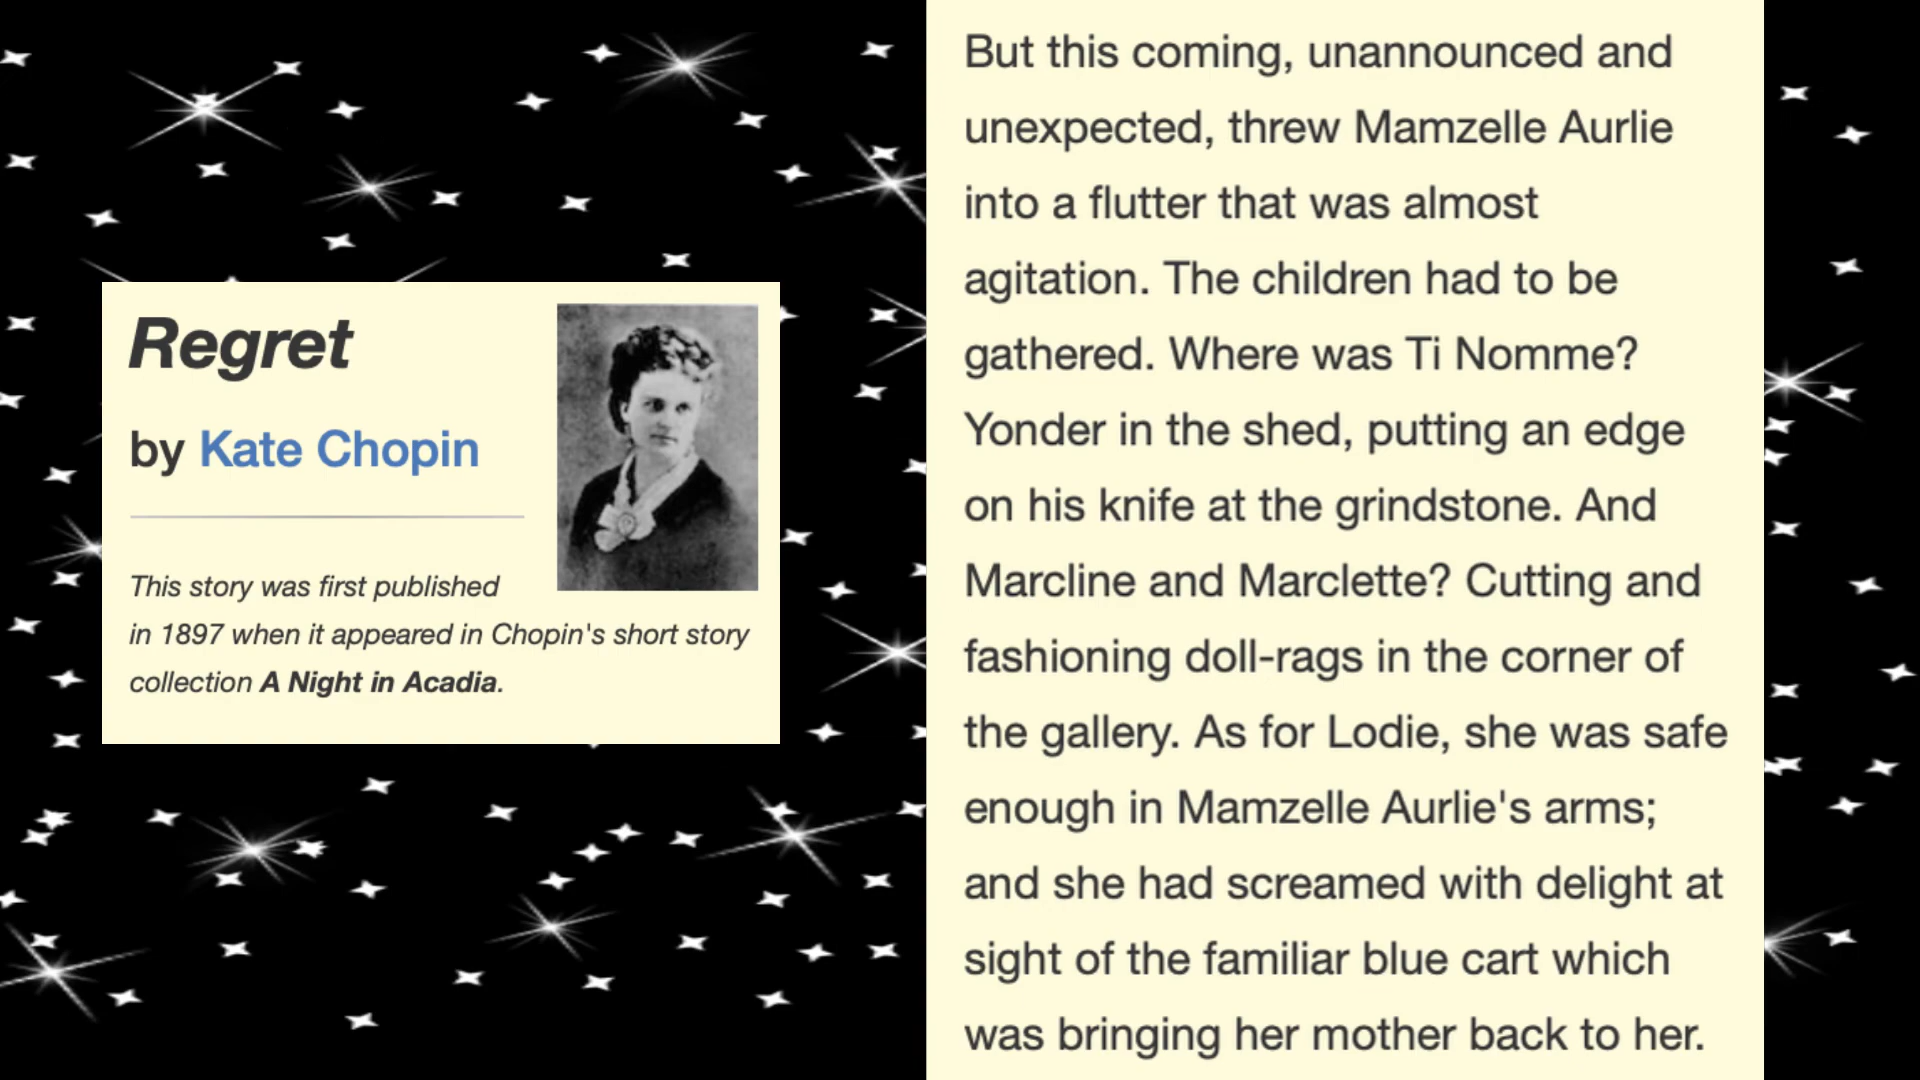 Regret
by Kate Chopin
This story was first published
in 1897 when it appeared in Chopin's short story
collection A Night in Acadia.
But this coming, unannounced and
unexpected, threw Mamzelle Aurlie
into a flutter that was almost
agitation. The children had to be
gathered. Where was Ti Nomme?
Yonder in the shed, putting an edge
on his knife at the grindstone. And
Marcline and Marclette? Cutting and
fashioning doll-rags in the corner of
the gallery. As for Lodie, she was safe
enough in Mamzelle Aurlie's arms;
and she had screamed with delight at
sight of the familiar blue cart which
was bringing her mother back to her.